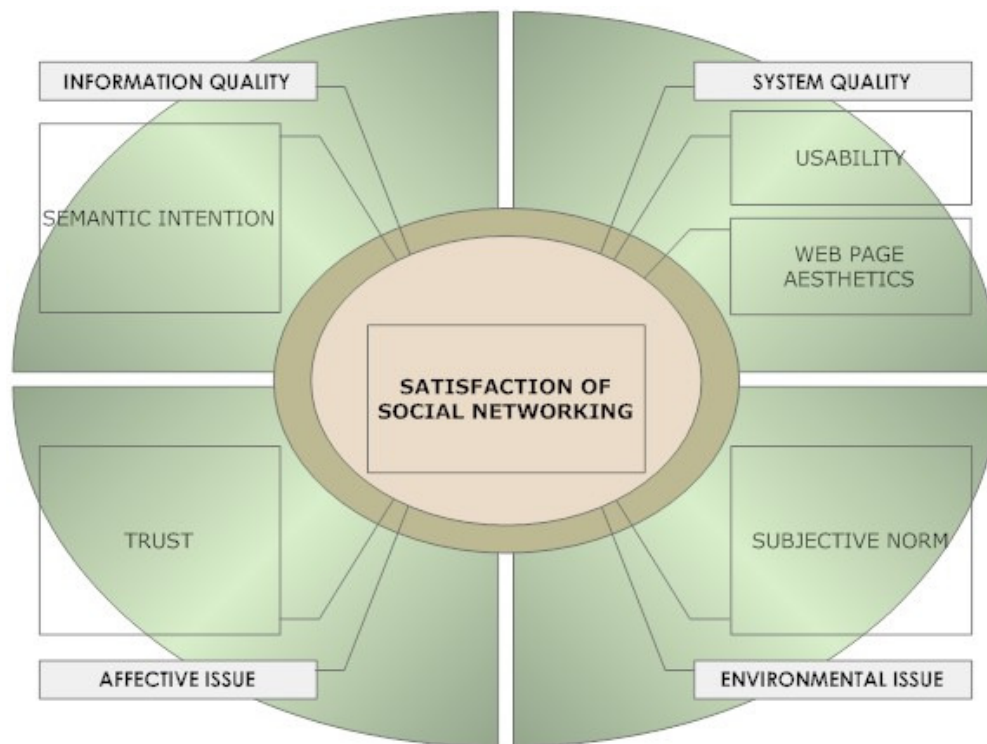 INFORMATION QUALITY
SEMANTIC INTENTION
SYSTEM QUALITY
USABILITY
WEB PAGE
AESTHETICS
SATISFACTION OF
SOCIAL NETWORKING
TRUST
AFFECTIVE ISSUE
SUBJECTIVE NORM
ENVIRONMENTAL ISSUE